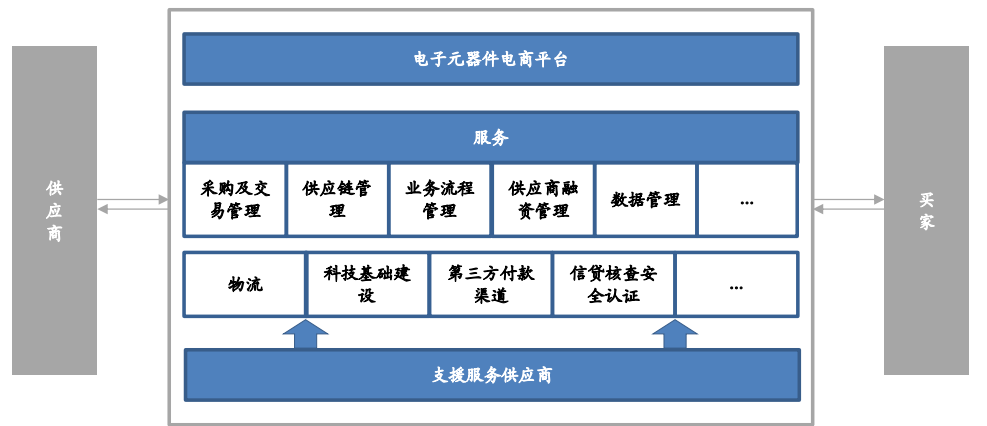 电子元器件电商平台
服务
采购及交
易管理
供应链管
理
业务流程
管理
供应商融
资管理
数据管理
...
物流
科技基础建
设
第三方付款
渠道
信贷核查安
全认证
...
支援服务供应商
供
应
商
买
家